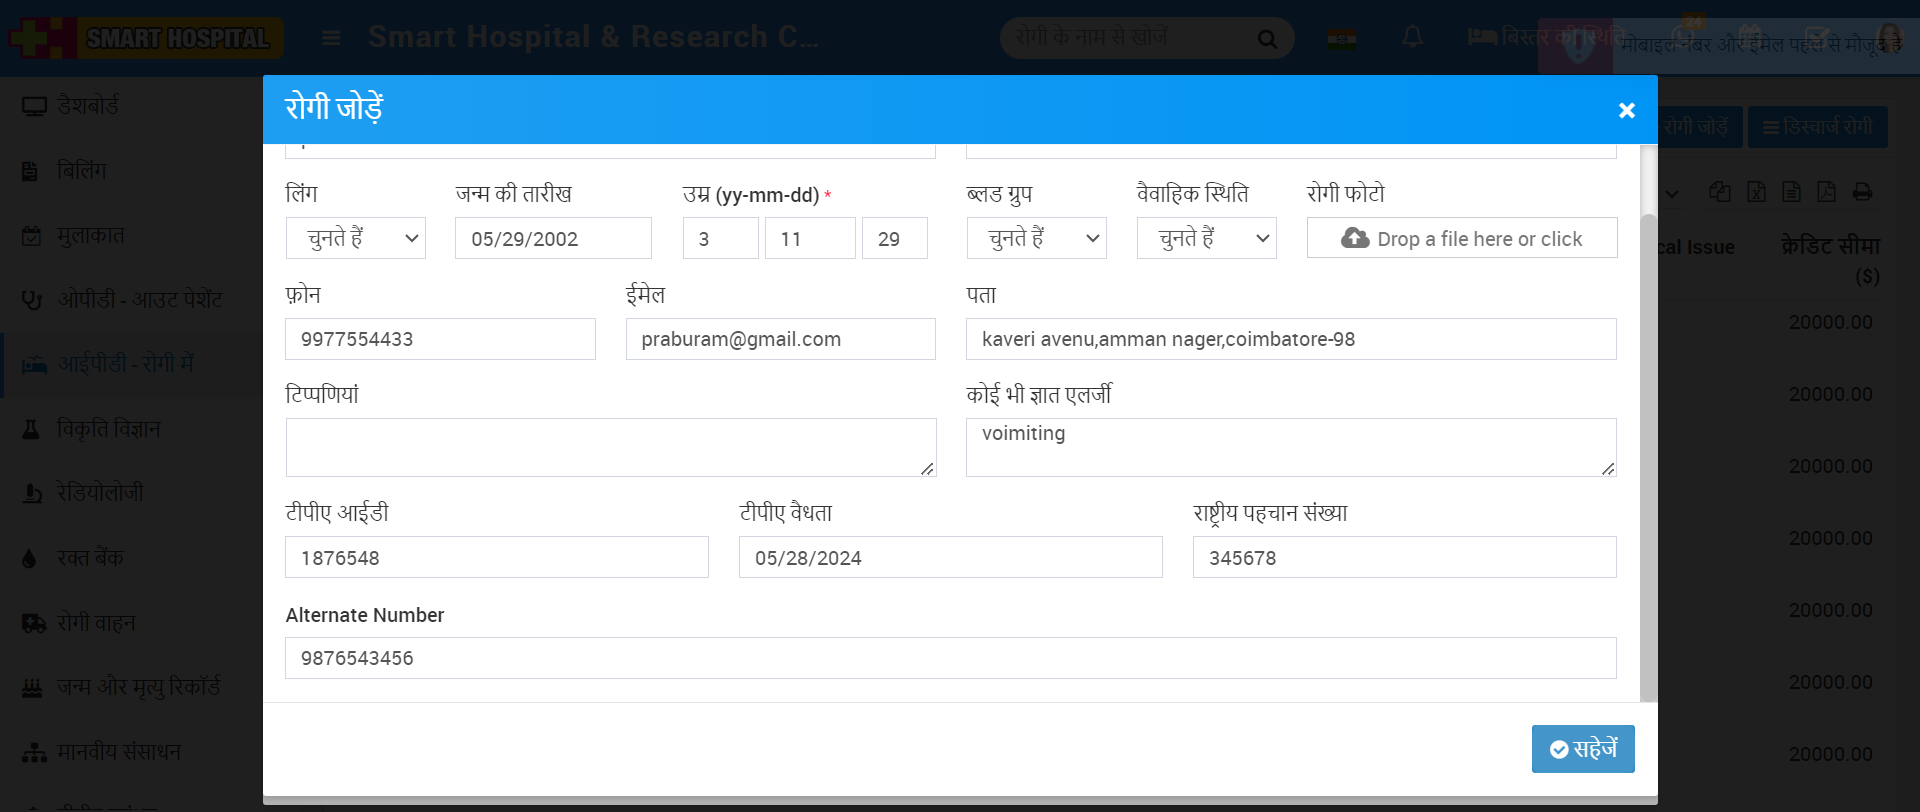 SMART HOSPITAL
Smart Hospital & Research C...
रोगी के नाम से खोजें
बिस्तर की स्थिति
24
मोबाइल नंबर और ईमेल पहले से मौजूद है
डैशबोर्ड
बिलिंग
मुलाकात
ओपीडी - आउट पेशेंट
आईपीडी - रोगी में
विकृति विज्ञान
रेडियोलोजी
रक्त बैंक
रोगी वाहन
जन्म और मृत्यु रिकॉर्ड
मानवीय संसाधन
रोगी जोड़ें
रोगी जोड़ें
डिस्चार्ज रोगी
cal Issue
क्रेडिट सीमा
($)
20000.00
20000.00
20000.00
20000.00
20000.00
20000.00
20000.00
लिंग
जन्म की तारीख
उम्र (yy-mm-dd) *
ब्लड ग्रुप
वैवाहिक स्थिति
रोगी फोटो
चुनते हैं
05/29/2002
3
11
29
चुनते हैं
चुनते हैं
Drop a file here or click
फ़ोन
ईमेल
पता
9977554433
praburam@gmail.com
kaveri avenu,amman nager,coimbatore-98
टिप्पणियां
कोई भी ज्ञात एलर्जी
voimiting
टीपीए आईडी
टीपीए वैधता
राष्ट्रीय पहचान संख्या
1876548
05/28/2024
345678
Alternate Number
9876543456
सहेजें